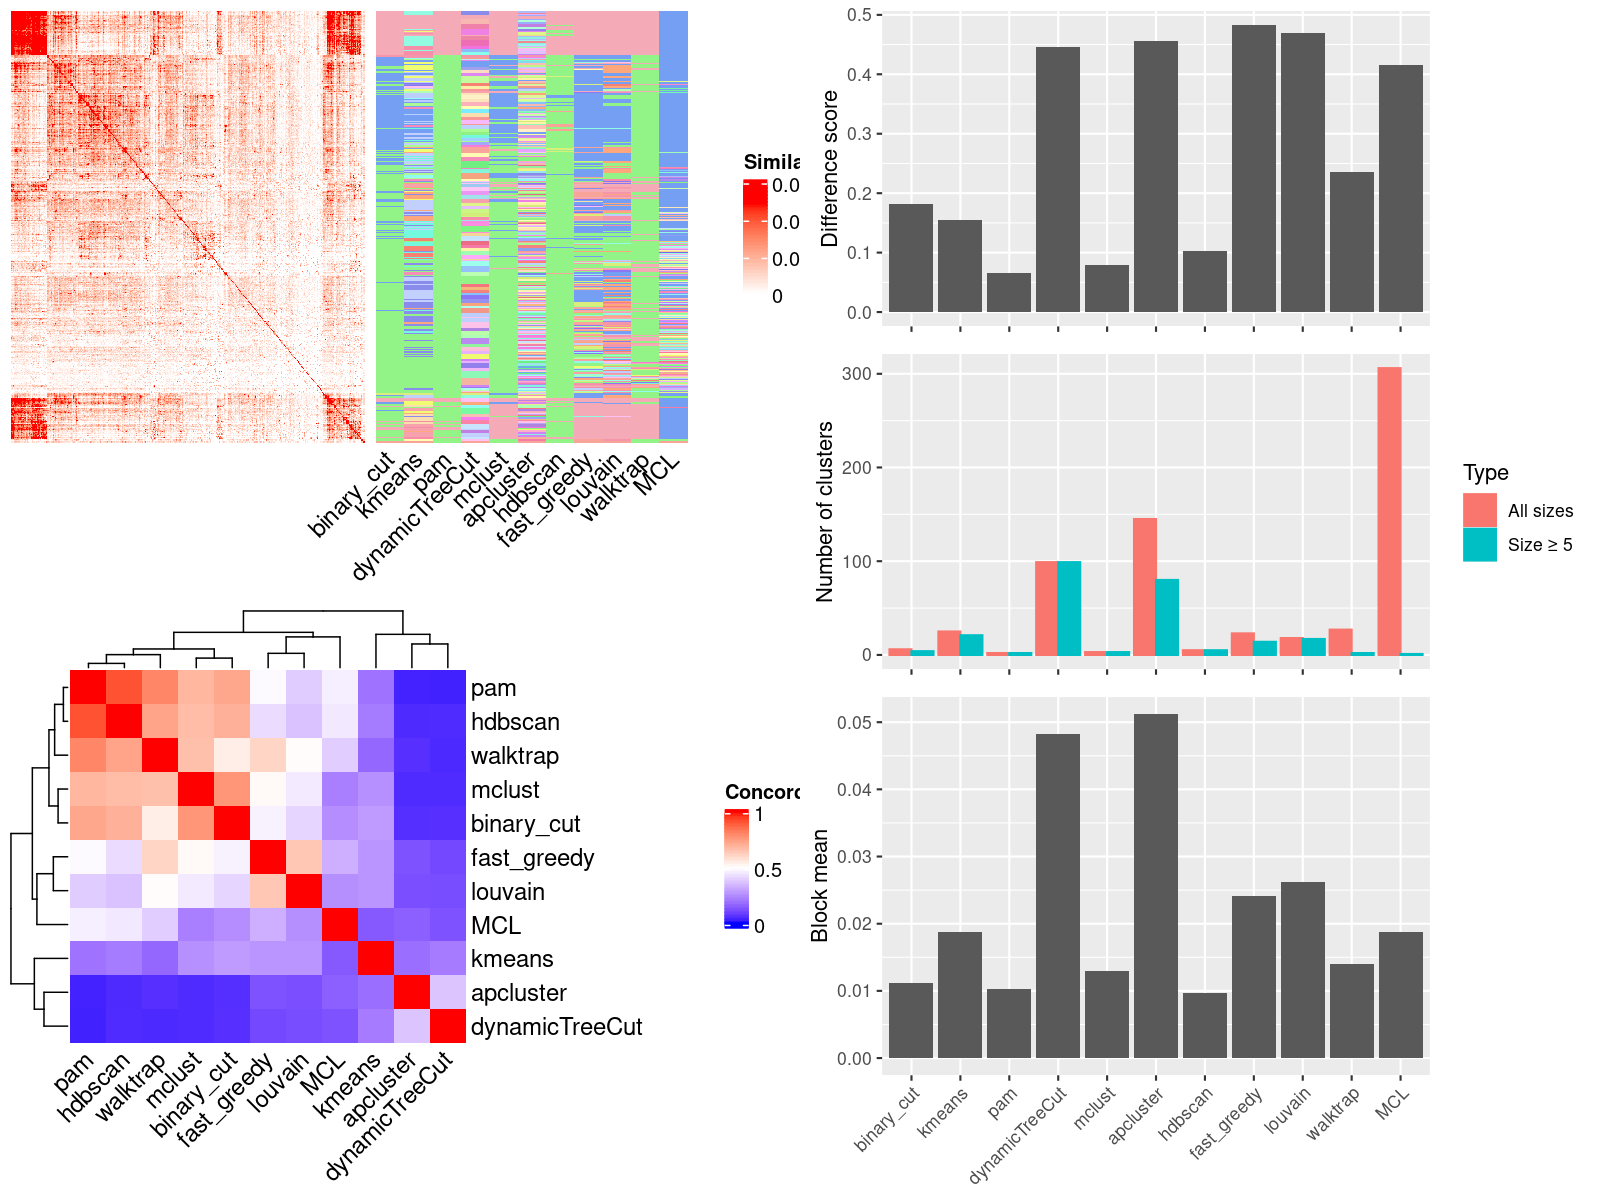 Simila
0.0
0.0
0.0
0
binary_cut
kmeans
pam
dynamicTreeCut
mclust
apcluster
hdbscan
fast_greedy
louvain
walktrap
MCL
pam
hdbscan
walktrap
mclust
binary_cut
fast_greedy
louvain
MCL
kmeans
apcluster
dynamicTreeCut
pam
hdbscan
walktrap
mclust
binary_cut
fast_greedy
louvain
MCL
kmeans
apcluster
dynamicTreeCut
Concord
1
0.5
0
Difference score
0.5
0.4
0.3
0.2
0.1
0.0
Number of clusters
300
200
100
0
Type
All sizes
Size ≥ 5
Block mean
0.05
0.04
0.03
0.02
0.01
0.00
binary_cut
kmeans
pam
dynamicTreeCut
mclust
apcluster
hdbscan
fast_greedy
louvain
walktrap
MCL